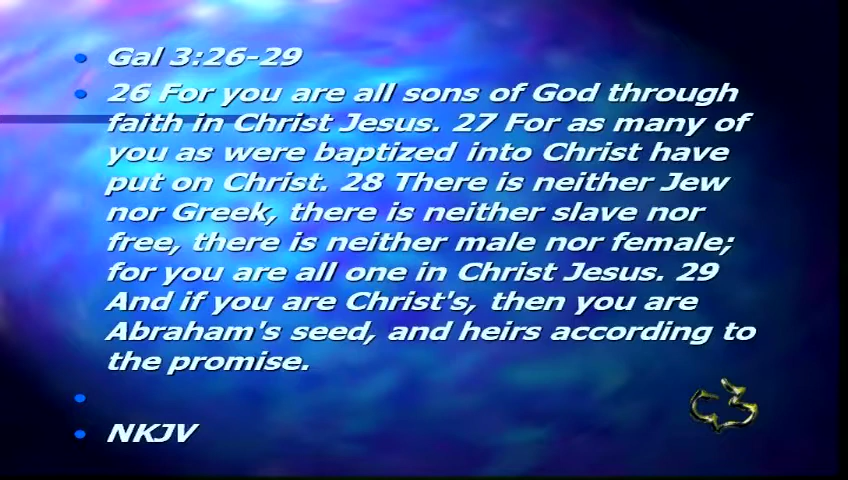 Gal 3:26-29
26 For you are all sons of God through
faith in Christ Jesus. 27 For as many of
you as were baptized into Christ have
put on Christ. 28 There is neither Jew
nor Greek, there is neither slave nor
free, there is neither male nor female;
for you are all one in Christ Jesus. 29
And if you are Christ's, then you are
Abraham's seed, and heirs according to
the promise.
NKJV